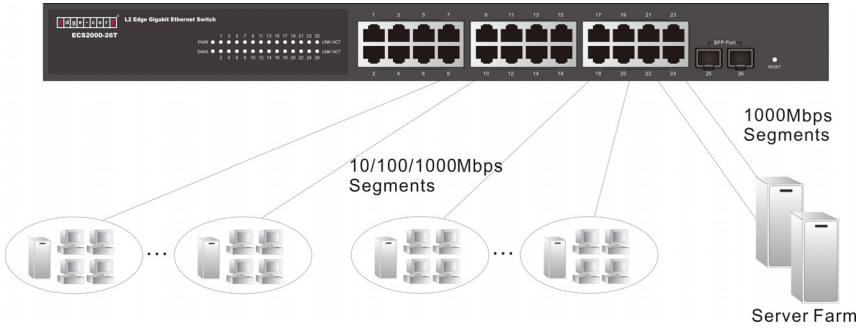 Edge-corE L2 Edge Gigabit Ethernet Switch
ECS2000-26T
1 3 5 7 9 11 13 15 17 19 21 23 25
PWR LINK/ACT
DIAG LINK/ACT
2 4 6 8 10 12 14 16 18 20 22 24 26
1 3 5 7 9 11 13 15 17 19 21 23
SFP Port
2 4 6 8 10 12 14 16 18 20 22 24 25 26
RESET
1000Mbps
Segments
10/100/1000Mbps
Segments
... ...
Server Farm